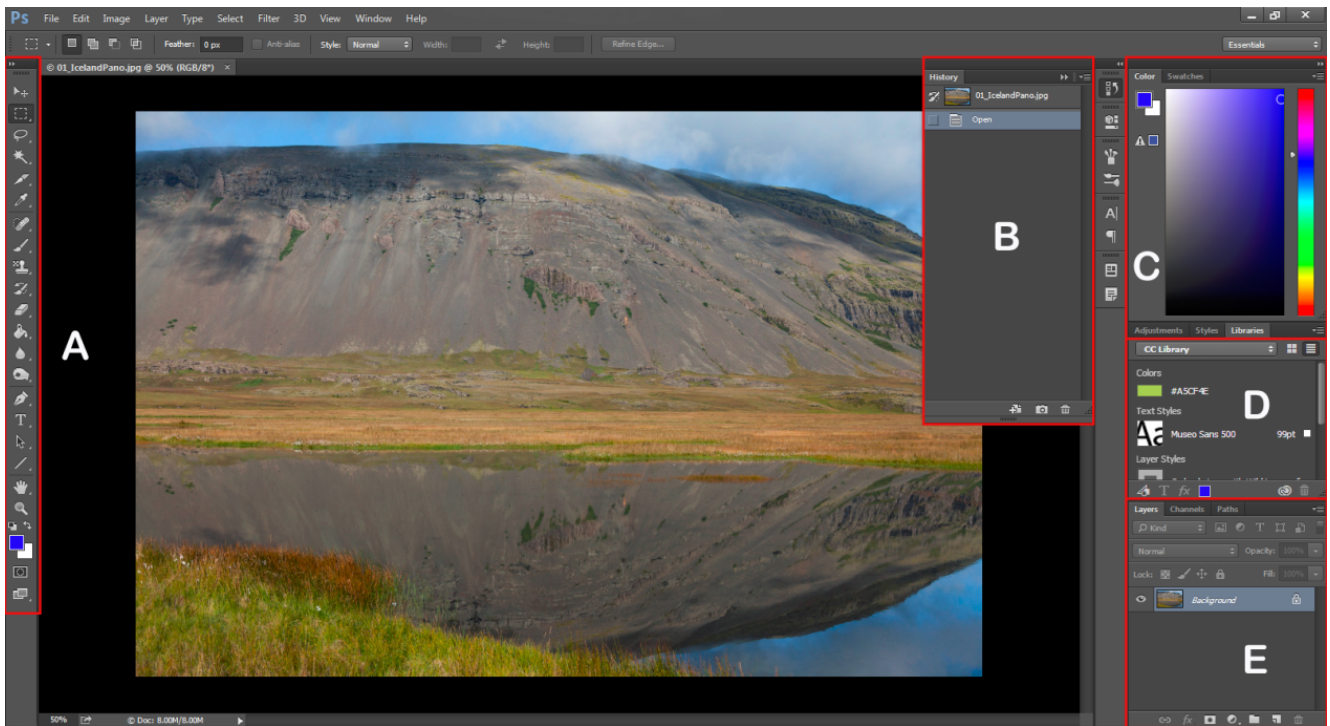 Ps File Edit Image Layer Type Select Filter 3D View Window Help
Feather: 0 px Anti-alias Style: Normal Width: Height: Refine Edge... Essentials
© 01_IcelandPano.jpg @ 50% (RGB/8*) ×
History
01_IcelandPano.jpg
Open
A
B
Color Swatches
C
Adjustments Styles Libraries
CC Library
Colors
#A5CF4E
D
Text Styles
Aa Museo Sans 500 99pt
Layer Styles
T fx
Layers Channels Paths
Kind T
Normal Opacity: 100%
Lock: Fill: 100%
Background
E
fx
50% © Doc: 8.00M/8.00M